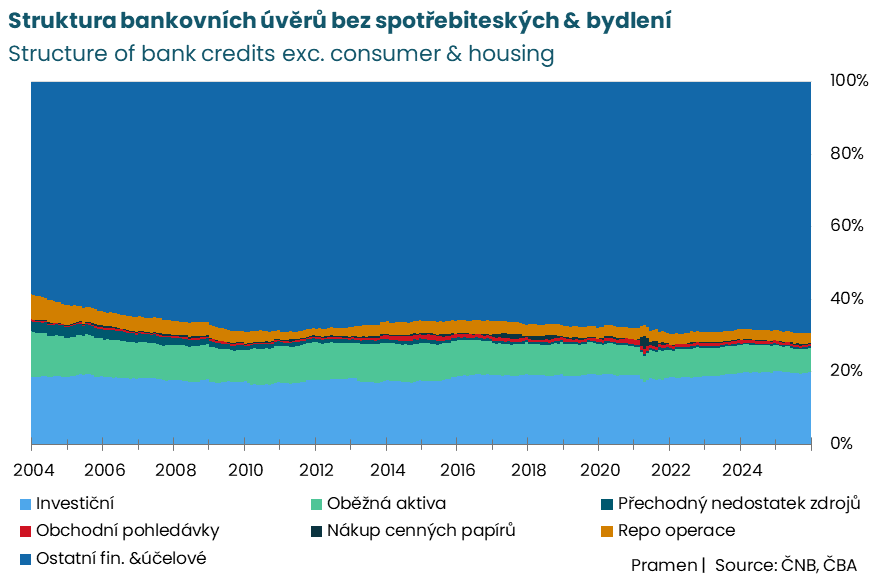 Struktura bankovních úvěrů bez spotřebiteských & bydlení
Structure of bank credits exc. consumer & housing
100%
80%
60%
40%
20%
0%
2004 2006 2008 2010 2012 2014 2016 2018 2020 2022 2024
Investiční Oběžná aktiva Přechodný nedostatek zdrojů
Obchodní pohledávky Nákup cenných papírů Repo operace
Ostatní fin. &účelové
Pramen | Source: ČNB, ČBA